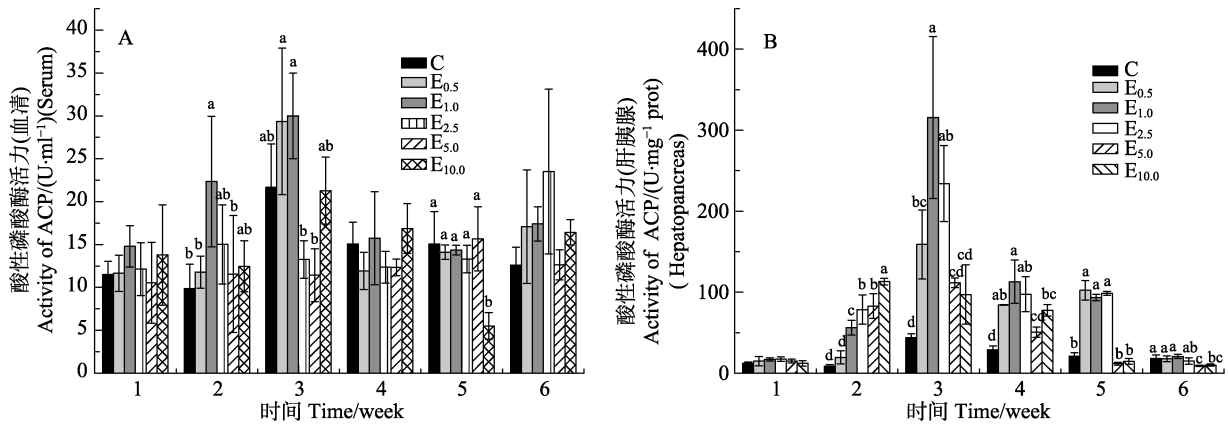 A
酸性磷酸酶活力(血清)
Activity of ACP/(U·ml⁻¹)(Serum)
40
35
30
25
20
15
10
5
0
C
E0.5
E1.0
E2.5
E5.0
E10.0
b b a ab b ab
ab a a b b ab
a a a a a b
1 2 3 4 5 6
时间 Time/week
B
酸性磷酸酶活力(肝胰腺)
Activity of ACP/(U·mg⁻¹ prot)
( Hepatopancreas)
400
300
200
100
0
C
E0.5
E1.0
E2.5
E5.0
E10.0
d d c b b a
d bc a ab cd cd
d ab a ab cd bc
b a a a b b
a a a ab c bc
1 2 3 4 5 6
时间 Time/week